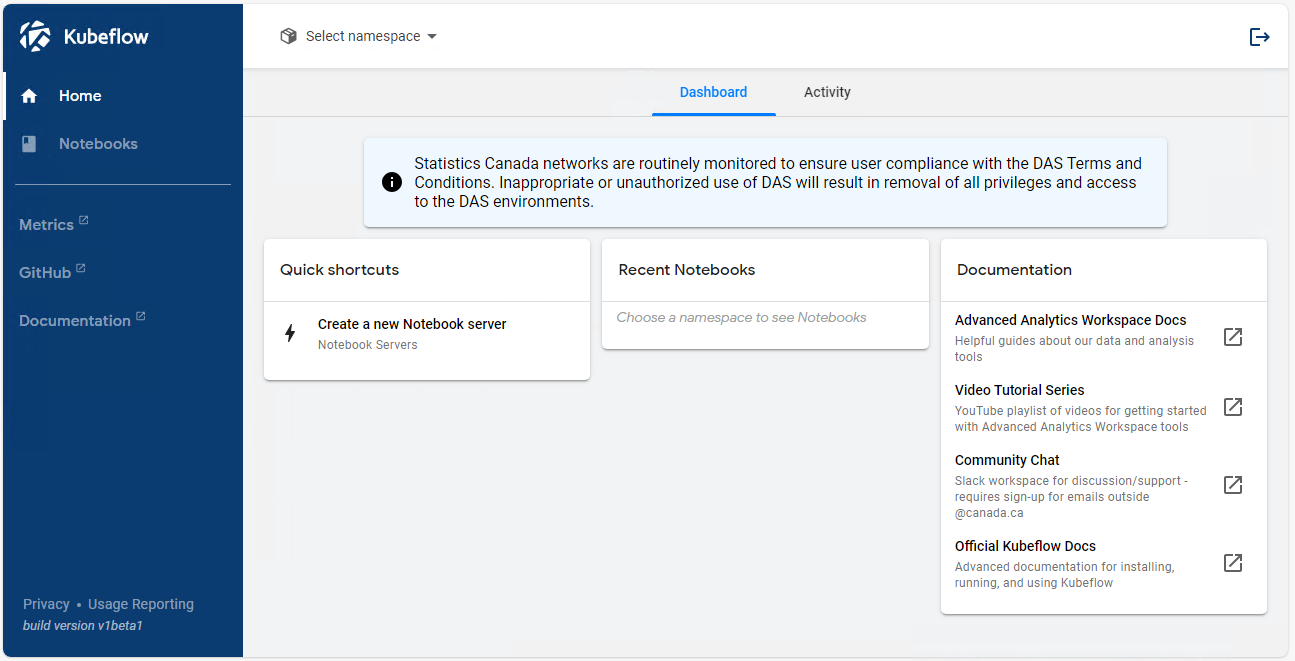 Kubeflow
Home
Notebooks
Metrics
GitHub
Documentation
Privacy • Usage Reporting
build version v1beta1
Select namespace
Dashboard
Activity
Statistics Canada networks are routinely monitored to ensure user compliance with the DAS Terms and
Conditions. Inappropriate or unauthorized use of DAS will result in removal of all privileges and access
to the DAS environments.
Quick shortcuts
Create a new Notebook server
Notebook Servers
Recent Notebooks
Choose a namespace to see Notebooks
Documentation
Advanced Analytics Workspace Docs
Helpful guides about our data and analysis
tools
Video Tutorial Series
YouTube playlist of videos for getting started
with Advanced Analytics Workspace tools
Community Chat
Slack workspace for discussion/support -
requires sign-up for emails outside
@canada.ca
Official Kubeflow Docs
Advanced documentation for installing,
running, and using Kubeflow